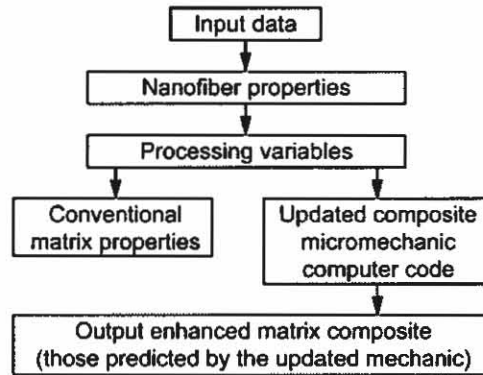 Input data
Nanofiber properties
Processing variables
Conventional
matrix properties
Updated composite
micromechanic
computer code
Output enhanced matrix composite
(those predicted by the updated mechanic)